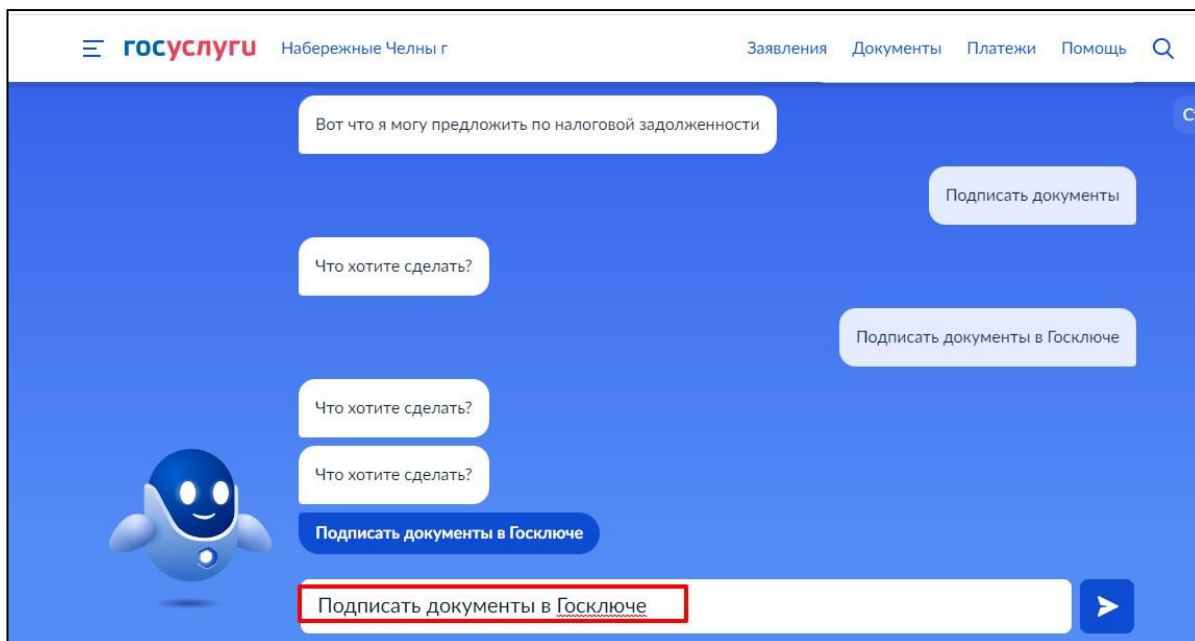 госуслуги Набережные Челны г Заявления Документы Платежи Помощь
Вот что я могу предложить по налоговой задолженности
Подписать документы
Что хотите сделать?
Подписать документы в Госключе
Что хотите сделать?
Что хотите сделать?
Подписать документы в Госключе
Подписать документы в Госключе